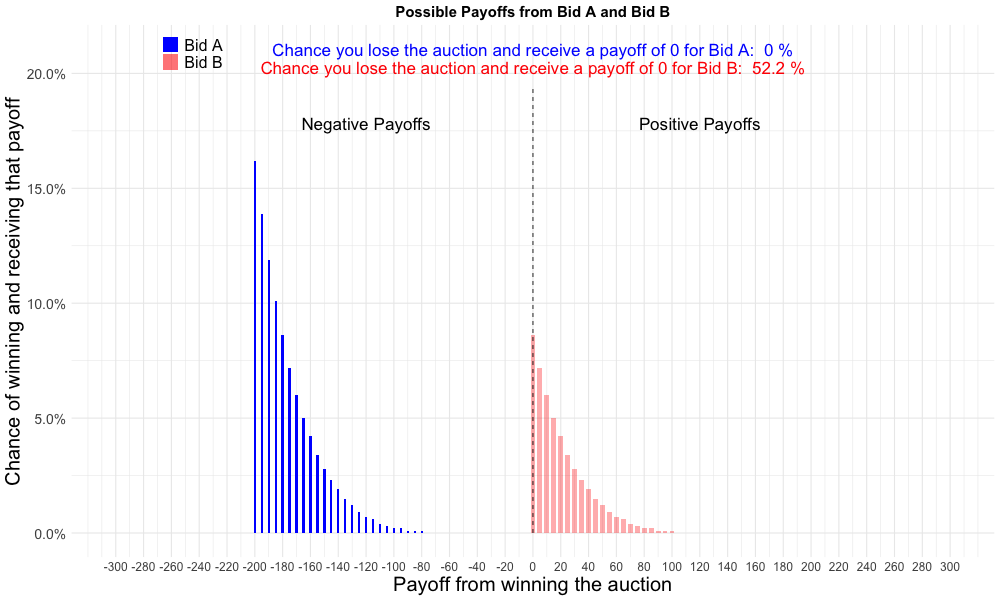 Possible Payoffs from Bid A and Bid B
Bid A
Bid B
Chance you lose the auction and receive a payoff of 0 for Bid A:  0 %
Chance you lose the auction and receive a payoff of 0 for Bid B:  52.2 %
Negative Payoffs
Positive Payoffs
Chance of winning and receiving that payoff
20.0%
15.0%
10.0%
5.0%
0.0%
-300 -280 -260 -240 -220 -200 -180 -160 -140 -120 -100 -80 -60 -40 -20 0 20 40 60 80 100 120 140 160 180 200 220 240 260 280 300
Payoff from winning the auction